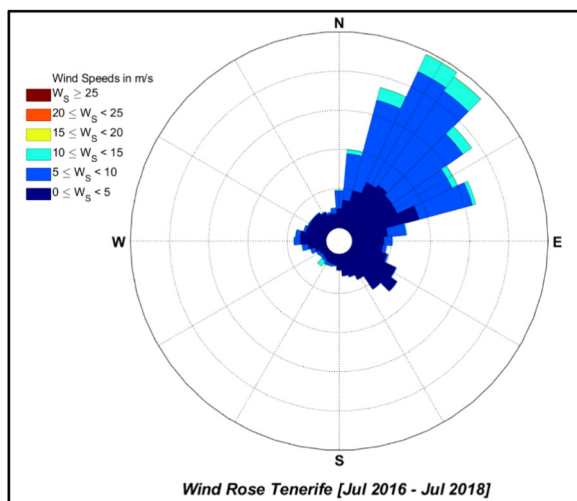 N
Wind Speeds in m/s
W_S ≥ 25
20 ≤ W_S < 25
15 ≤ W_S < 20
10 ≤ W_S < 15
5 ≤ W_S < 10
0 ≤ W_S < 5
W
E
S
Wind Rose Tenerife [Jul 2016 - Jul 2018]